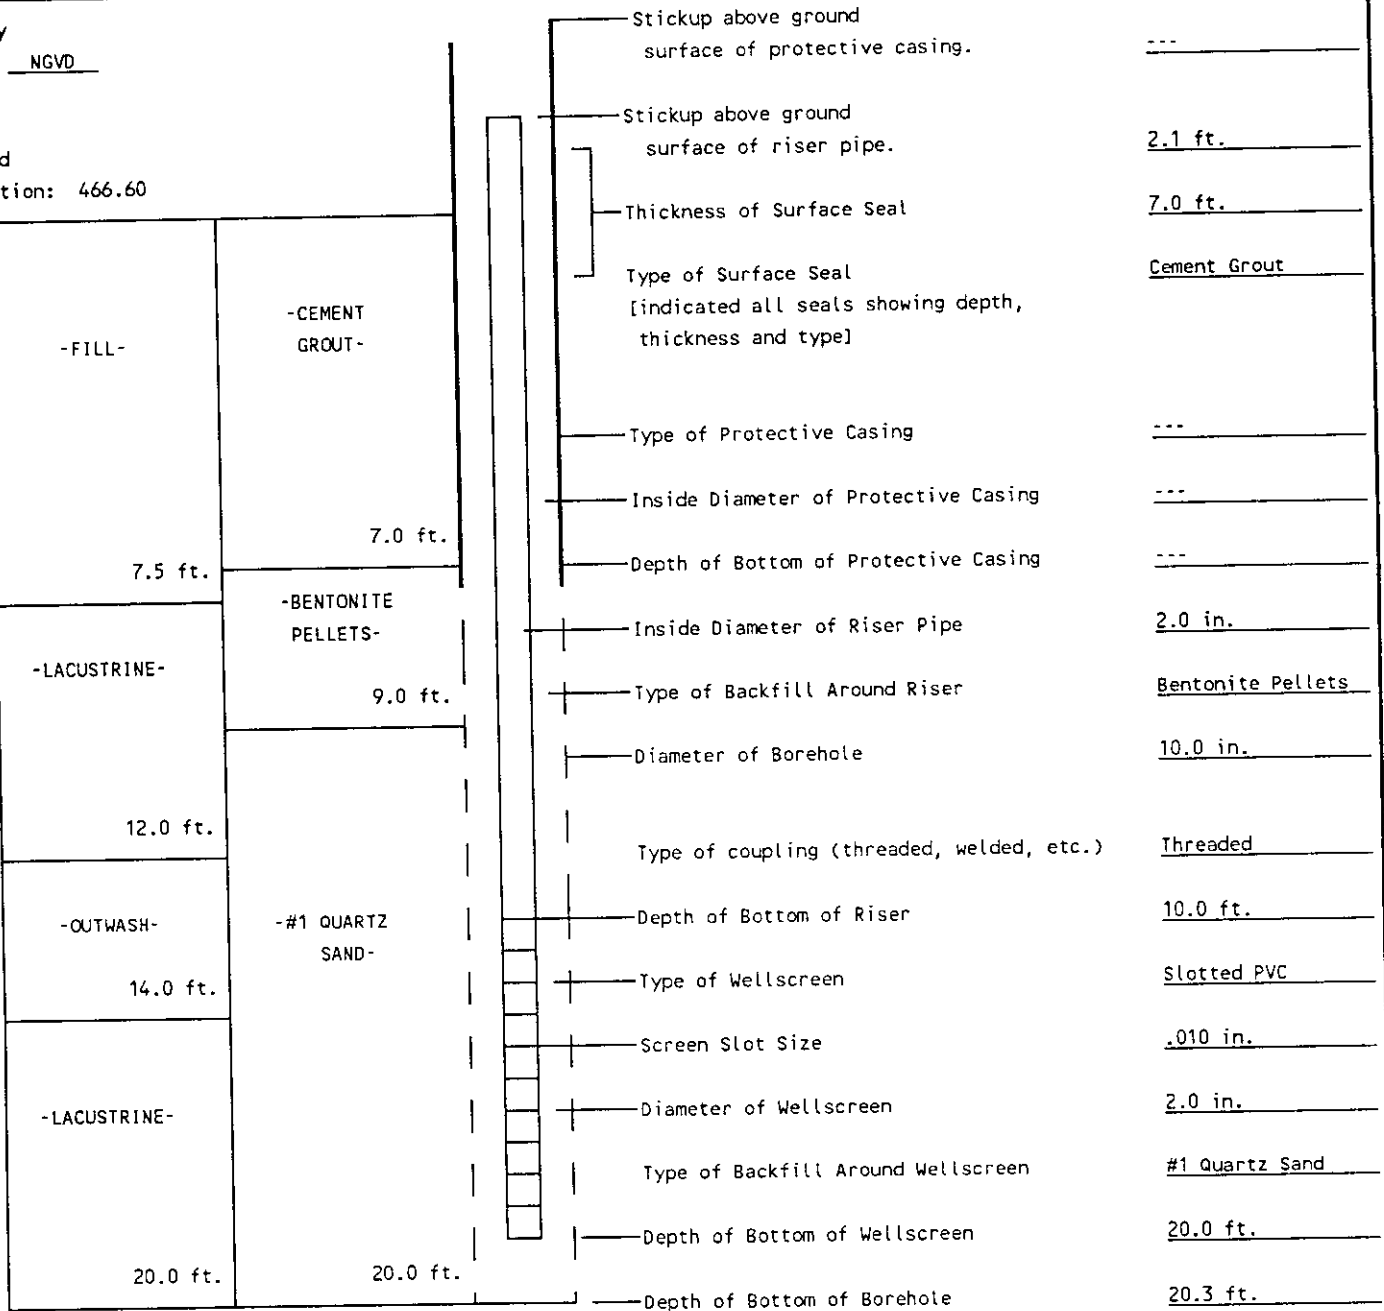 y
NGVD
d
tion: 466.60
-FILL-
7.5 ft.
-LACUSTRINE-
12.0 ft.
-OUTWASH-
14.0 ft.
-LACUSTRINE-
20.0 ft.
-CEMENT
GROUT-
7.0 ft.
-BENTONITE
PELLETS-
9.0 ft.
-#1 QUARTZ
SAND-
20.0 ft.
Stickup above ground
surface of protective casing. ---
Stickup above ground
surface of riser pipe. 2.1 ft.
Thickness of Surface Seal 7.0 ft.
Type of Surface Seal Cement Grout
[indicated all seals showing depth,
thickness and type]
Type of Protective Casing ---
Inside Diameter of Protective Casing ---
Depth of Bottom of Protective Casing ---
Inside Diameter of Riser Pipe 2.0 in.
Type of Backfill Around Riser Bentonite Pellets
Diameter of Borehole 10.0 in.
Type of coupling (threaded, welded, etc.) Threaded
Depth of Bottom of Riser 10.0 ft.
Type of Wellscreen Slotted PVC
Screen Slot Size .010 in.
Diameter of Wellscreen 2.0 in.
Type of Backfill Around Wellscreen #1 Quartz Sand
Depth of Bottom of Wellscreen 20.0 ft.
Depth of Bottom of Borehole 20.3 ft.